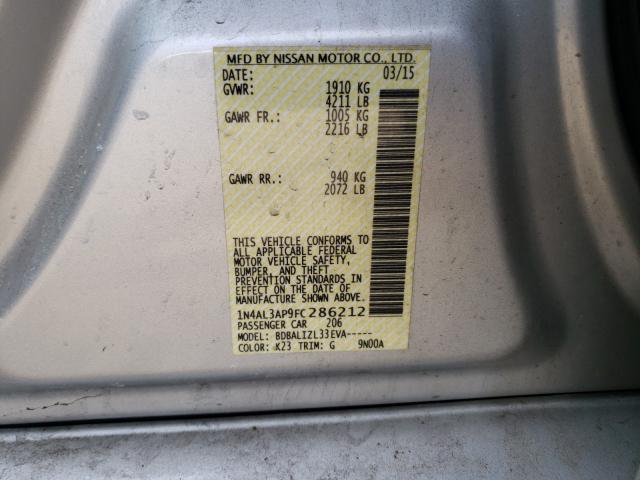 MFD BY NISSAN MOTOR CO., LTD.
DATE: 03/15
GVWR: 1910 KG
4211 LB
GAWR FR.: 1005 KG
2216 LB
GAWR RR.: 940 KG
2072 LB
THIS VEHICLE CONFORMS TO
ALL APPLICABLE FEDERAL
MOTOR VEHICLE SAFETY,
BUMPER, AND THEFT
PREVENTION STANDARDS IN
EFFECT ON THE DATE OF
MANUFACTURE SHOWN ABOVE.
1N4AL3AP9FC286212
PASSENGER CAR 206
MODEL: BDBALIZL33EVA-----
COLOR: K23 TRIM: G 9N00A